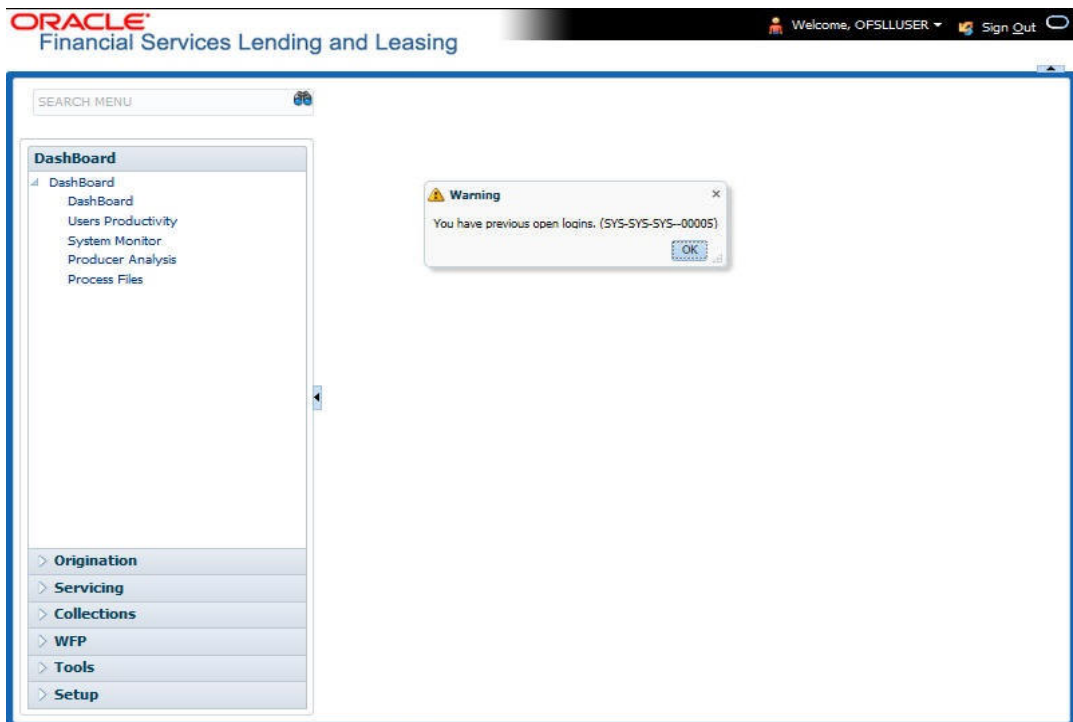 ORACLE®
Financial Services Lending and Leasing
Welcome, OFSLLUSER
Sign Out
SEARCH MENU
DashBoard
DashBoard
DashBoard
Users Productivity
System Monitor
Producer Analysis
Process Files
Warning
You have previous open logins. (SYS-SYS-SYS--00005)
OK
Origination
Servicing
Collections
WFP
Tools
Setup